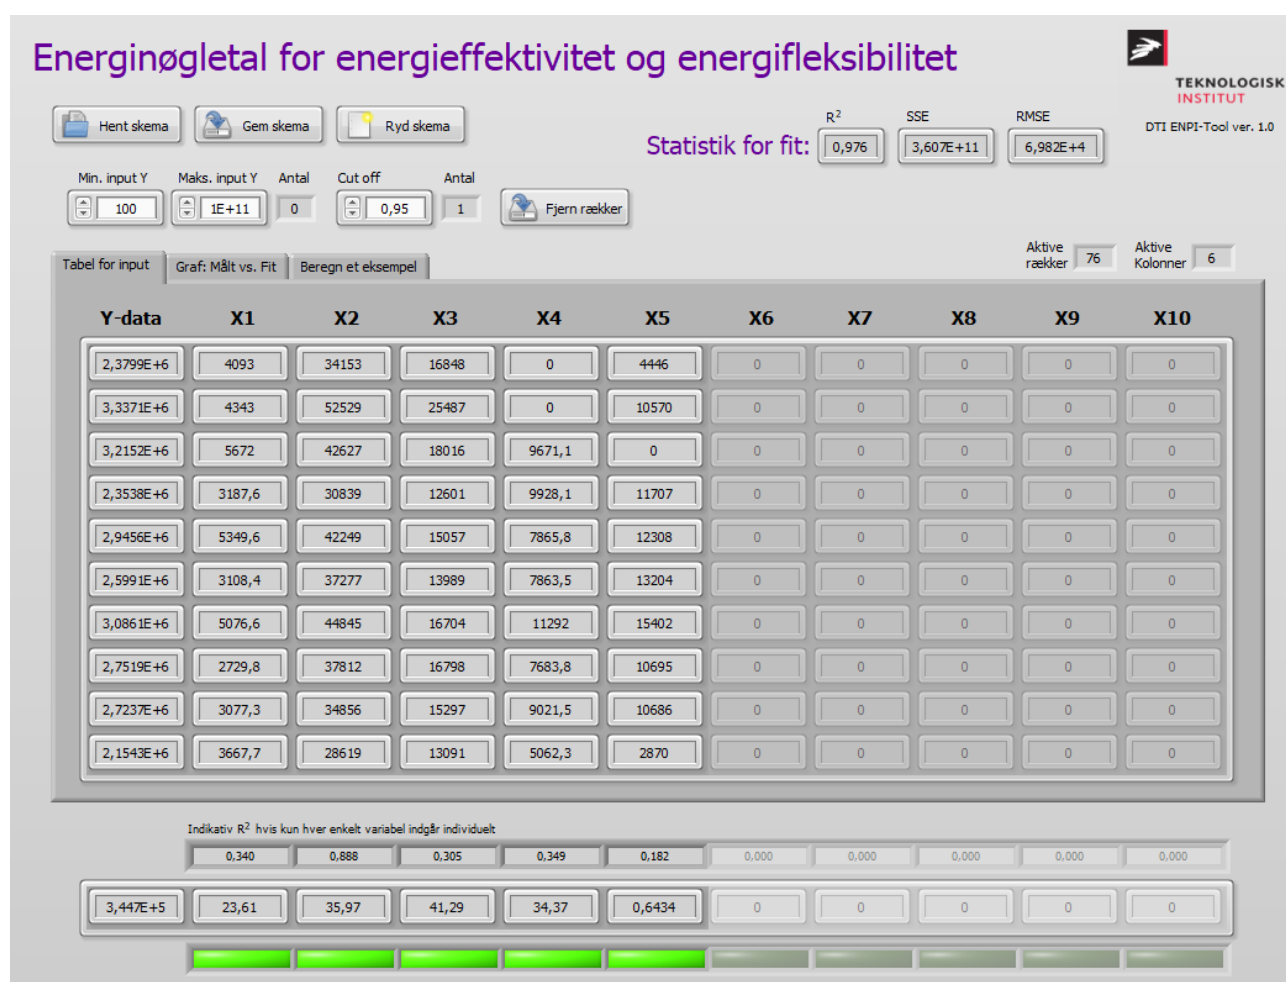 Energinøgletal for energieffektivitet og energifleksibilitet
TEKNOLOGISK
INSTITUT
DTI ENPI-Tool ver. 1.0
Hent skema Gem skema Ryd skema
Statistik for fit:
R² SSE RMSE
0,976 3,607E+11 6,982E+4
Min. input Y Maks. input Y Antal Cut off Antal
100 1E+11 0 0,95 1 Fjern rækker
Aktive rækker 76 Aktive Kolonner 6
Tabel for input Graf: Målt vs. Fit Beregn et eksempel
Y-data X1 X2 X3 X4 X5 X6 X7 X8 X9 X10
2,3799E+6 4093 34153 16848 0 4446 0 0 0 0 0
3,3371E+6 4343 52529 25487 0 10570 0 0 0 0 0
3,2152E+6 5672 42627 18016 9671,1 0 0 0 0 0 0
2,3538E+6 3187,6 30839 12601 9928,1 11707 0 0 0 0 0
2,9456E+6 5349,6 42249 15057 7865,8 12308 0 0 0 0 0
2,5991E+6 3108,4 37277 13989 7863,5 13204 0 0 0 0 0
3,0861E+6 5076,6 44845 16704 11292 15402 0 0 0 0 0
2,7519E+6 2729,8 37812 16798 7683,8 10695 0 0 0 0 0
2,7237E+6 3077,3 34856 15297 9021,5 10686 0 0 0 0 0
2,1543E+6 3667,7 28619 13091 5062,3 2870 0 0 0 0 0
Indikativ R² hvis kun hver enkelt variabel indgår individuelt
0,340 0,888 0,305 0,349 0,182 0,000 0,000 0,000 0,000 0,000
3,447E+5 23,61 35,97 41,29 34,37 0,6434 0 0 0 0 0